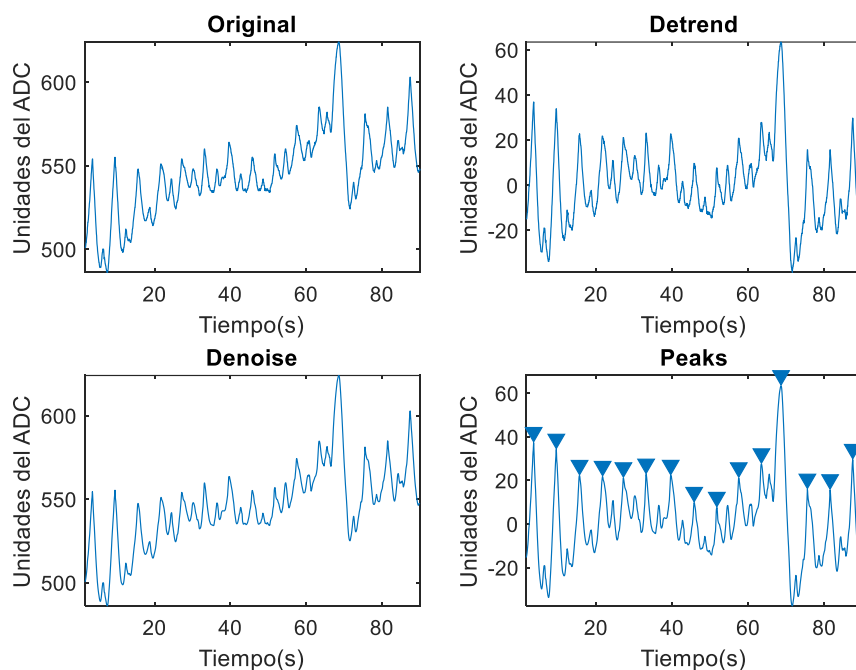 Original
Unidades del ADC
600
550
500
20 40 60 80
Tiempo(s)
Detrend
Unidades del ADC
60
40
20
0
-20
20 40 60 80
Tiempo(s)
Denoise
Unidades del ADC
600
550
500
20 40 60 80
Tiempo(s)
Peaks
Unidades del ADC
60
40
20
0
-20
20 40 60 80
Tiempo(s)